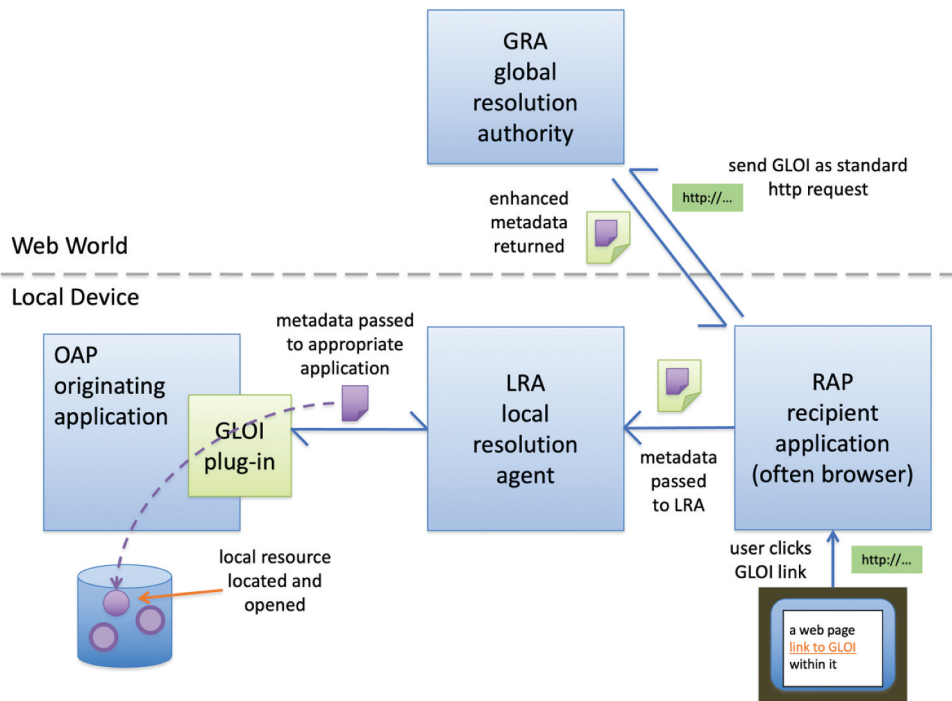 GRA
global
resolution
authority
send GLOI as standard
http request
http://...
enhanced
metadata
returned
Web World
Local Device
metadata passed
to appropriate
application
OAP
originating
application
GLOI
plug-in
LRA
local
resolution
agent
RAP
recipient
application
(often browser)
metadata
passed
to LRA
local resource
located and
opened
user clicks
GLOI link
http://...
a web page
link to GLOI
within it